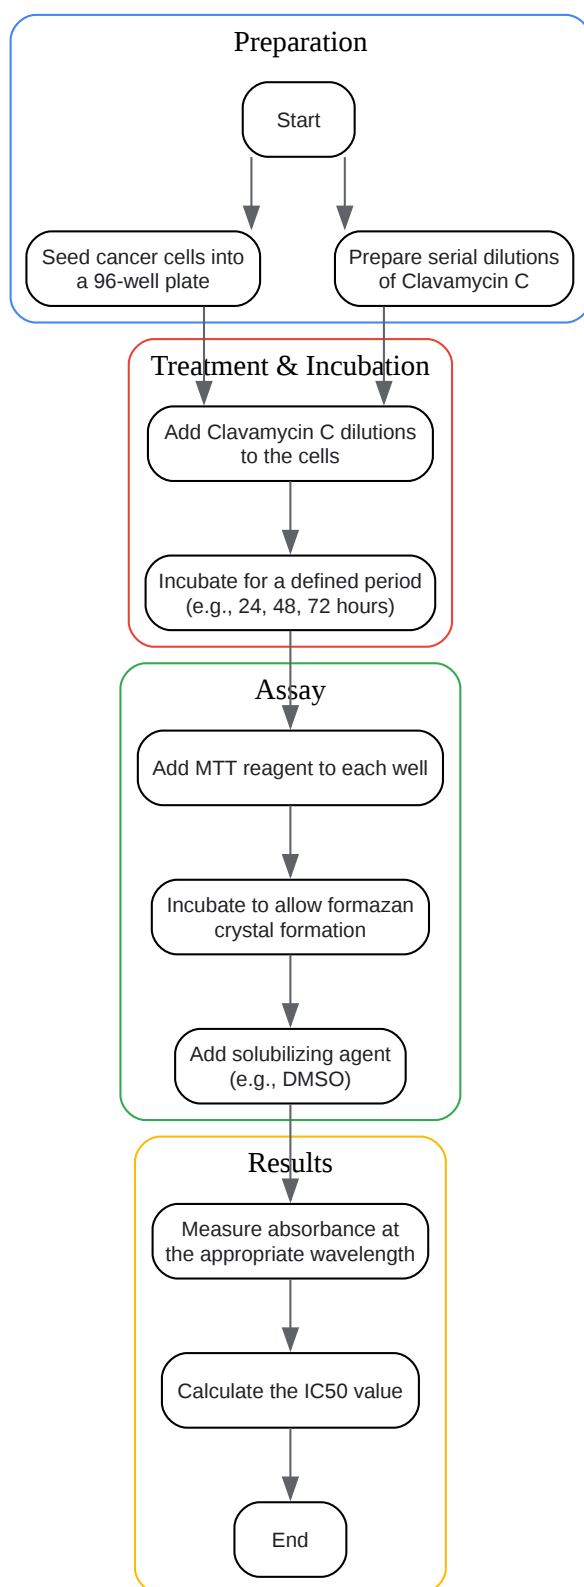 Preparation
Start
Seed cancer cells into
a 96-well plate
Prepare serial dilutions
of Clavamycin C
Treatment & Incubation
Add Clavamycin C dilutions
to the cells
Incubate for a defined period
(e.g., 24, 48, 72 hours)
Assay
Add MTT reagent to each well
Incubate to allow formazan
crystal formation
Add solubilizing agent
(e.g., DMSO)
Results
Measure absorbance at
the appropriate wavelength
Calculate the IC50 value
End